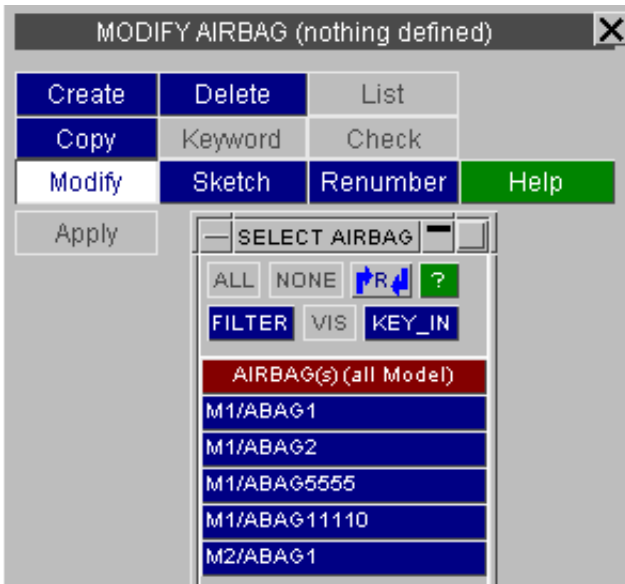 MODIFY AIRBAG (nothing defined)
Create Delete List
Copy Keyword Check
Modify Sketch Renumber Help
Apply
SELECT AIRBAG
ALL NONE R ?
FILTER VIS KEY_IN
AIRBAG(s) (all Model)
M1/ABAG1
M1/ABAG2
M1/ABAG5555
M1/ABAG11110
M2/ABAG1